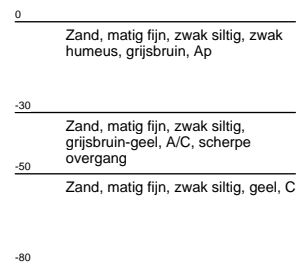 0
Zand, matig fijn, zwak siltig, zwak
humeus, grijsbruin, Ap
-30
Zand, matig fijn, zwak siltig,
grijsbruin-geel, A/C, scherpe
overgang
-50
Zand, matig fijn, zwak siltig, geel, C
-80